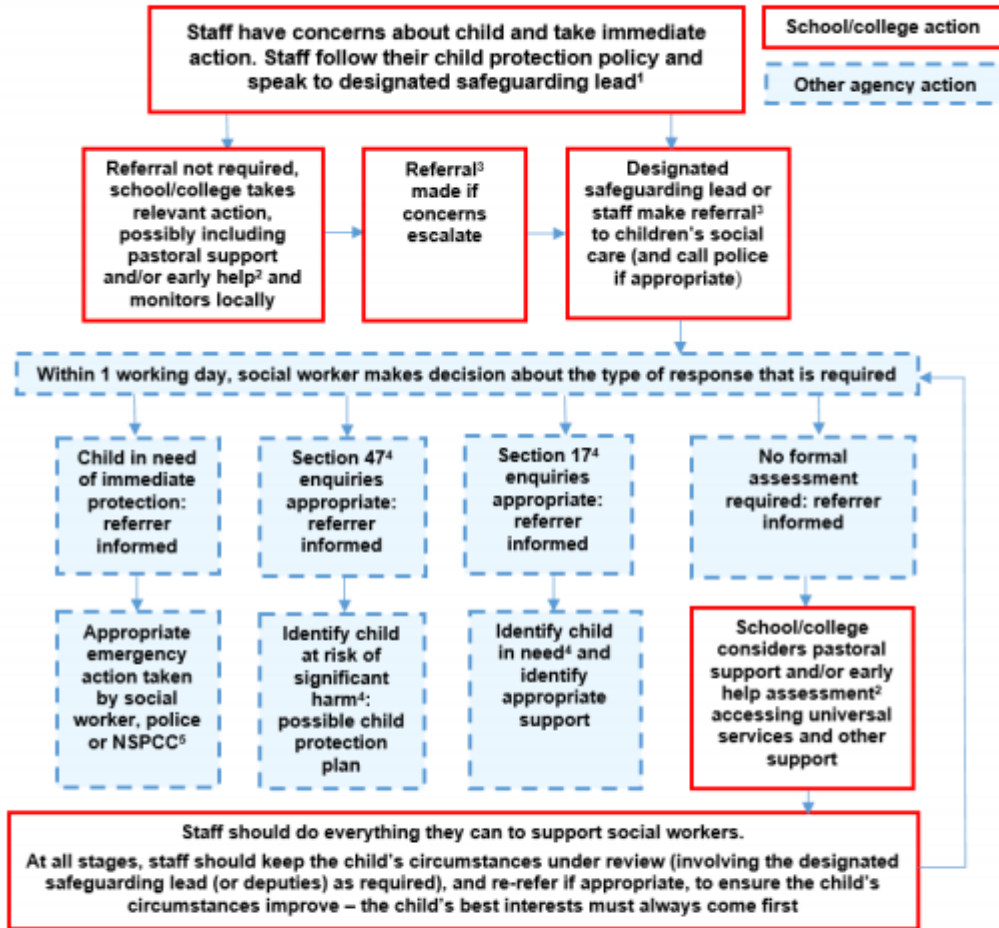 Staff have concerns about child and take immediate
action. Staff follow their child protection policy and
speak to designated safeguarding lead¹
School/college action
Other agency action
Referral not required,
school/college takes
relevant action,
possibly including
pastoral support
and/or early help² and
monitors locally
Referral³
made if
concerns
escalate
Designated
safeguarding lead or
staff make referral³
to children's social
care (and call police
if appropriate)
Within 1 working day, social worker makes decision about the type of response that is required
Child in need
of immediate
protection:
referrer
informed
Section 47⁴
enquiries
appropriate:
referrer
informed
Section 17⁴
enquiries
appropriate:
referrer
informed
No formal
assessment
required: referrer
informed
Appropriate
emergency
action taken
by social
worker, police
or NSPCC⁵
Identify child
at risk of
significant
harm⁴:
possible child
protection
plan
Identify child
in need⁴ and
identify
appropriate
support
School/college
considers pastoral
support and/or early
help assessment²
accessing universal
services and other
support
Staff should do everything they can to support social workers.
At all stages, staff should keep the child's circumstances under review (involving the designated
safeguarding lead (or deputies) as required), and re-refer if appropriate, to ensure the child's
circumstances improve – the child's best interests must always come first